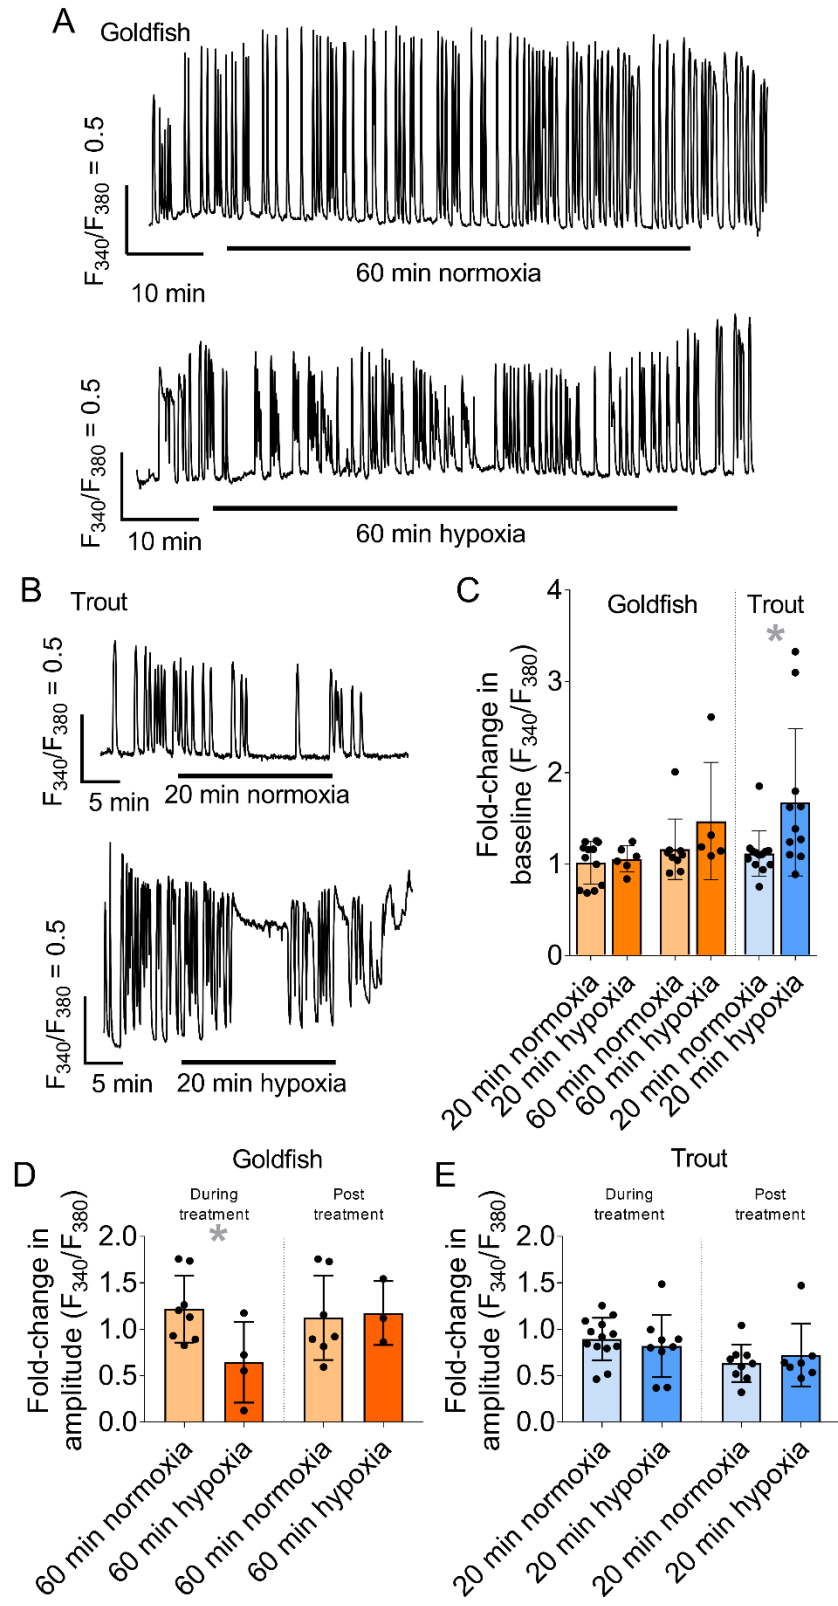 A
Goldfish
F340/F380 = 0.5
10 min
60 min normoxia
F340/F380 = 0.5
10 min
60 min hypoxia
B
Trout
F340/F380 = 0.5
5 min
20 min normoxia
F340/F380 = 0.5
5 min
20 min hypoxia
C
Goldfish
Trout
*
Fold-change in
baseline (F340/F380)
4
3
2
1
0
20 min normoxia
20 min hypoxia
60 min normoxia
60 min hypoxia
20 min normoxia
20 min hypoxia
D
Goldfish
During
treatment
Post
treatment
*
Fold-change in
amplitude (F340/F380)
2.0
1.5
1.0
0.5
0.0
60 min normoxia
60 min hypoxia
60 min normoxia
60 min hypoxia
E
Trout
During
treatment
Post
treatment
Fold-change in
amplitude (F340/F380)
2.0
1.5
1.0
0.5
0.0
20 min normoxia
20 min hypoxia
20 min normoxia
20 min hypoxia